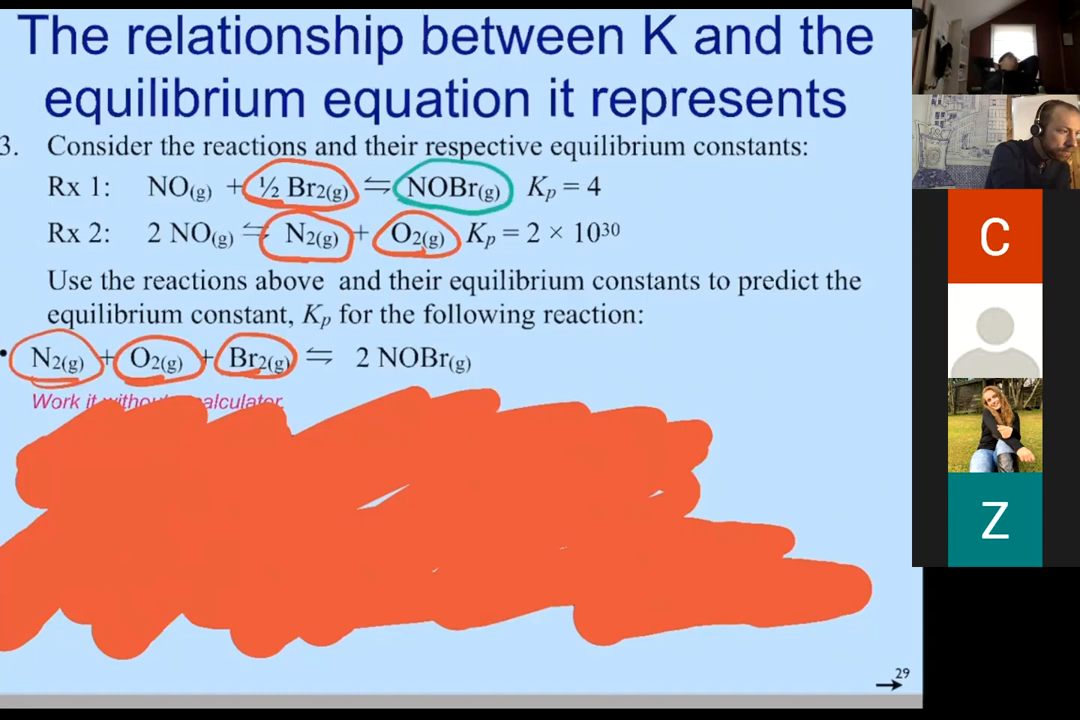 The relationship between K and the
equilibrium equation it represents
3. Consider the reactions and their respective equilibrium constants:
Rx 1: NO(g) + ½ Br2(g) ⇌ NOBr(g) Kp = 4
Rx 2: 2 NO(g) ⇌ N2(g) + O2(g) Kp = 2 × 10³⁰
Use the reactions above and their equilibrium constants to predict the
equilibrium constant, Kp for the following reaction:
• N2(g) + O2(g) + Br2(g) ⇌ 2 NOBr(g)
Work it
29
C
Z